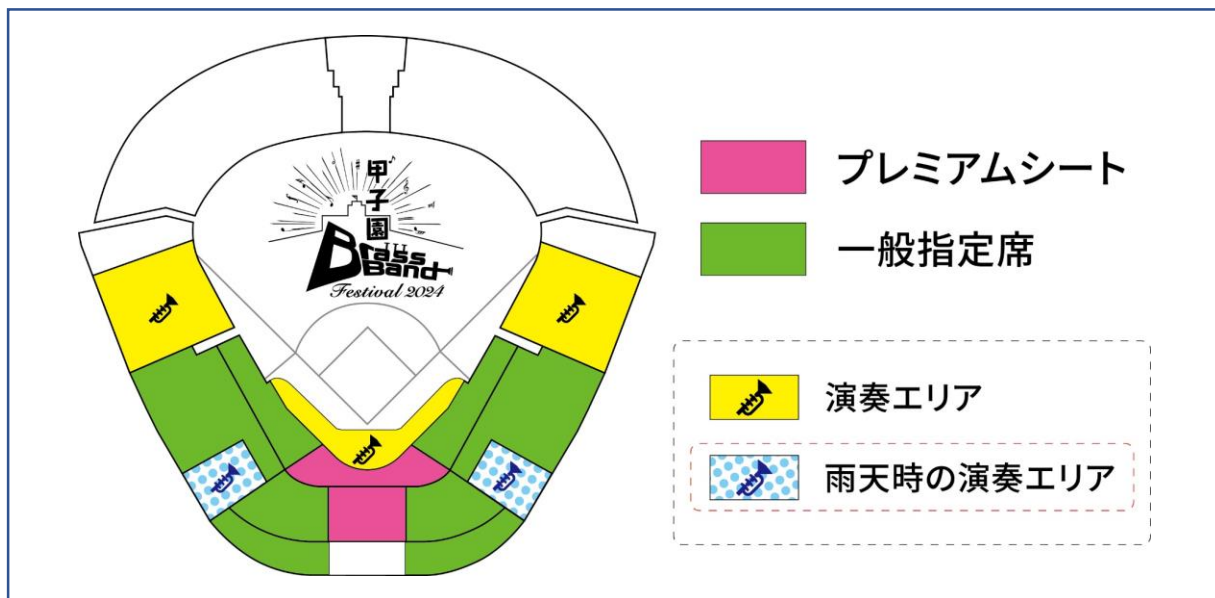 甲子園
Brass
Band
Festival 2024
プレミアムシート
一般指定席
演奏エリア
雨天時の演奏エリア